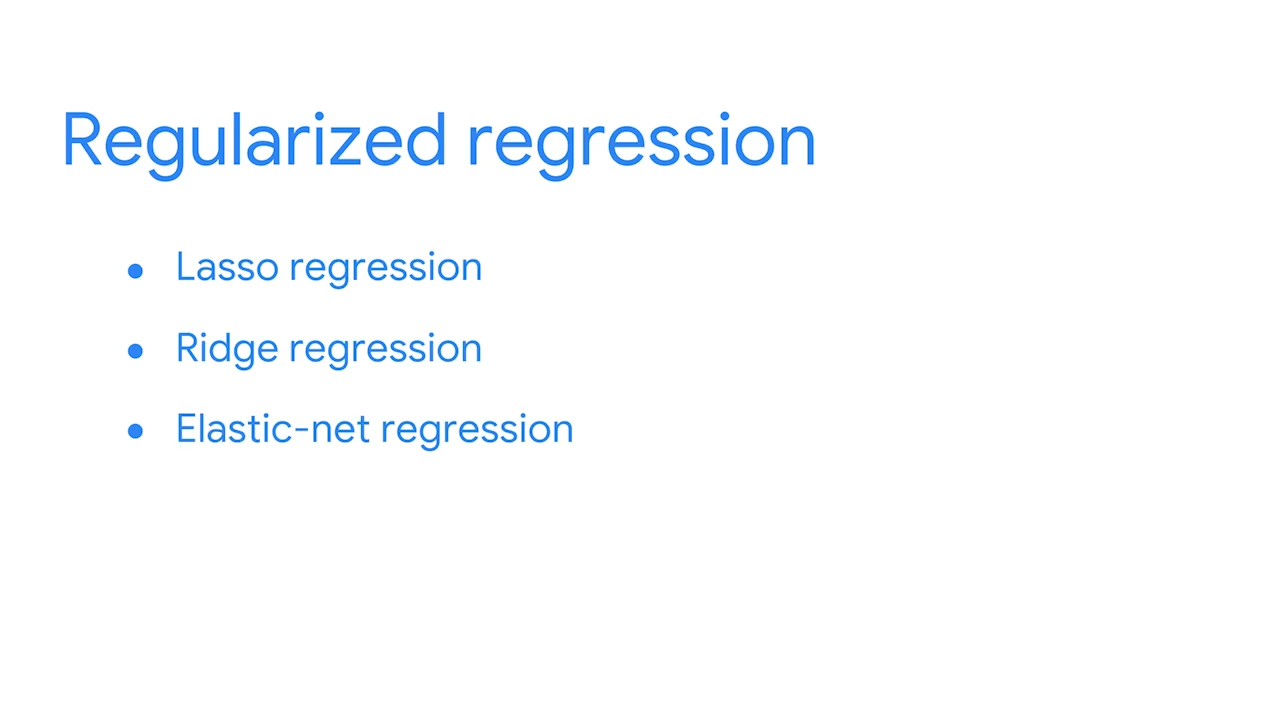 Regularized regression
● Lasso regression
● Ridge regression
● Elastic-net regression